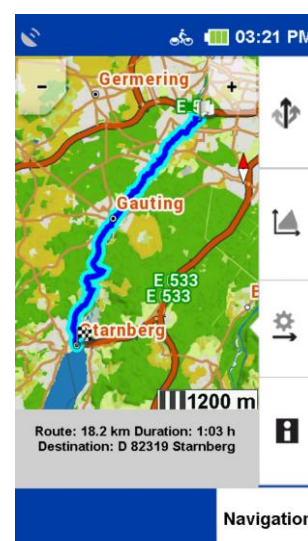 03:21 PM
-
+
Germering
E 5
Gauting
E 533
E 533
E
Starnberg
1200 m
Route: 18.2 km Duration: 1:03 h
Destination: D 82319 Starnberg
Navigation